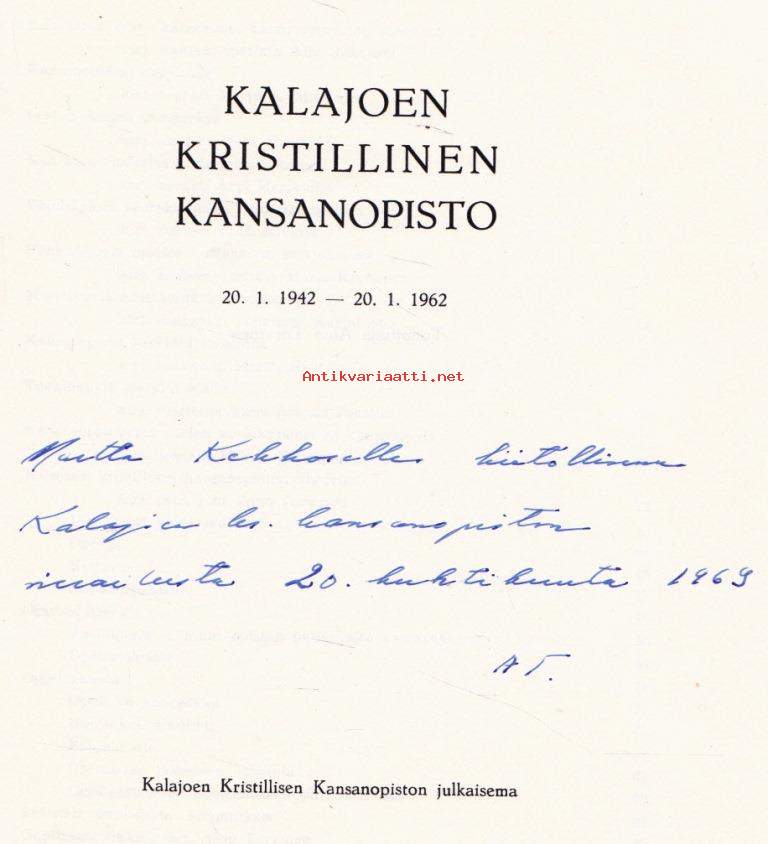 KALAJOEN
KRISTILLINEN
KANSANOPISTO
20. 1. 1942 — 20. 1. 1962
Antikvariaatti.net
Martta Kekkoselle kiitollisena
Kalajoen kr. kansanopiston
20. huhtikuuta 1969
A T.
Kalajoen Kristillisen Kansanopiston julkaisema